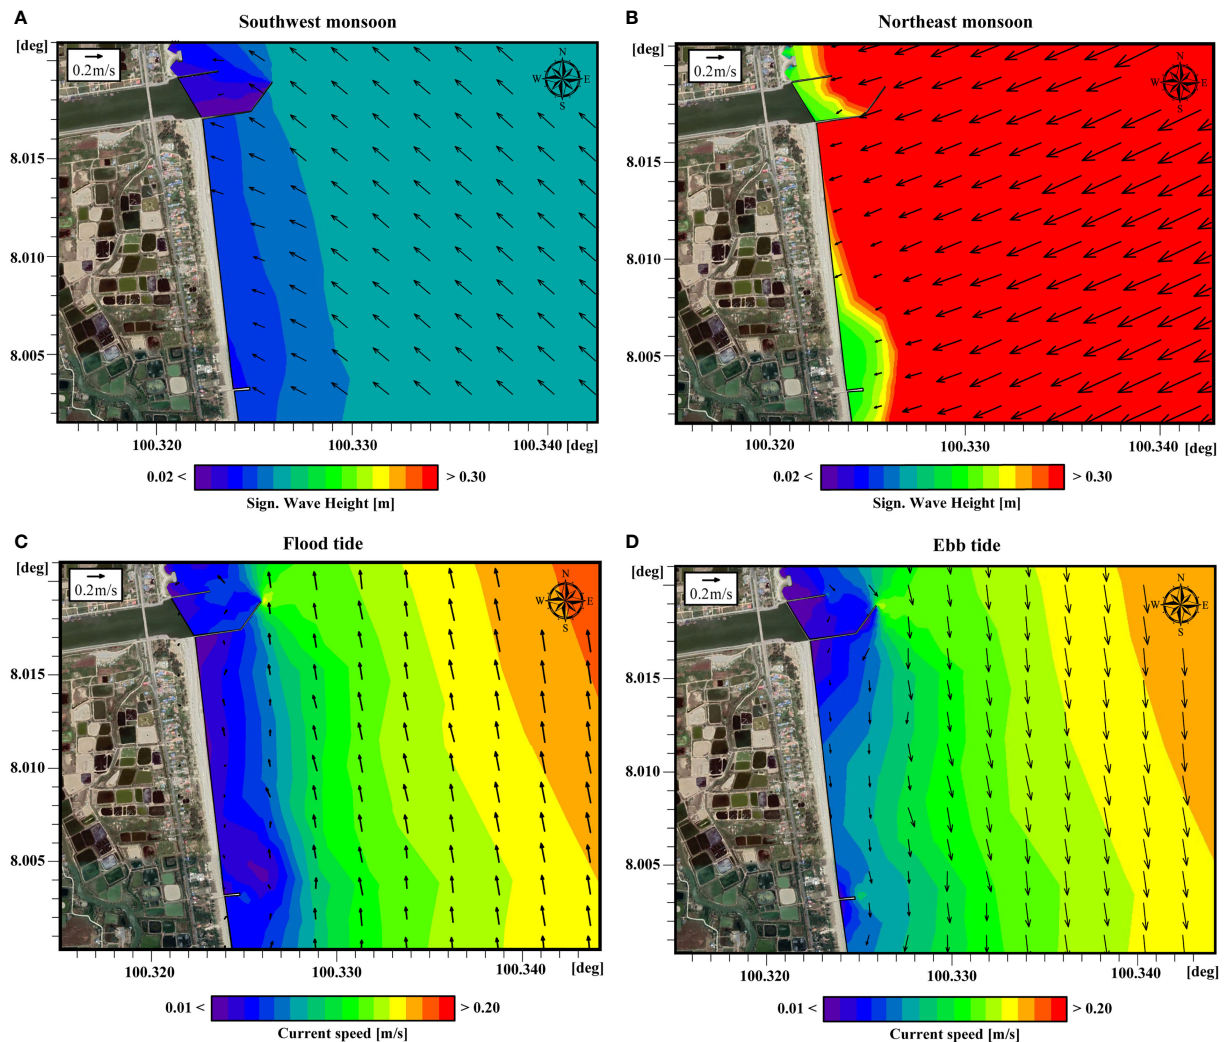 A
Southwest monsoon
[deg]
0.2m/s
N
W E
S
8.015
8.010
8.005
100.320 100.330 100.340 [deg]
0.02 < > 0.30
Sign. Wave Height [m]
B
Northeast monsoon
[deg]
0.2m/s
N
W E
S
8.015
8.010
8.005
100.320 100.330 100.340 [deg]
0.02 < > 0.30
Sign. Wave Height [m]
C
Flood tide
[deg]
0.2m/s
N
W E
S
8.015
8.010
8.005
100.320 100.330 100.340 [deg]
0.01 < > 0.20
Current speed [m/s]
D
Ebb tide
[deg]
0.2m/s
N
W E
S
8.015
8.010
8.005
100.320 100.330 100.340 [deg]
0.01 < > 0.20
Current speed [m/s]